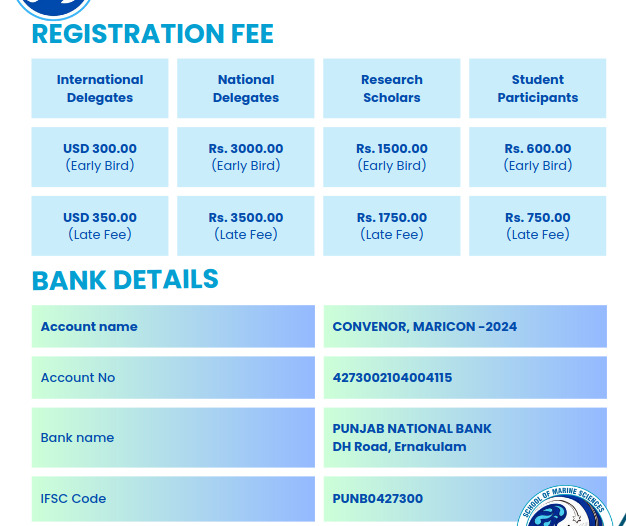 REGISTRATION FEE
International Delegates
National Delegates
Research Scholars
Student Participants
USD 300.00
(Early Bird)
Rs. 3000.00
(Early Bird)
Rs. 1500.00
(Early Bird)
Rs. 600.00
(Early Bird)
USD 350.00
(Late Fee)
Rs. 3500.00
(Late Fee)
Rs. 1750.00
(Late Fee)
Rs. 750.00
(Late Fee)
BANK DETAILS
Account name
CONVENOR, MARICON -2024
Account No
4273002104004115
Bank name
PUNJAB NATIONAL BANK
DH Road, Ernakulam
IFSC Code
PUNB0427300
SCHOOL OF MARINE SCIENCES